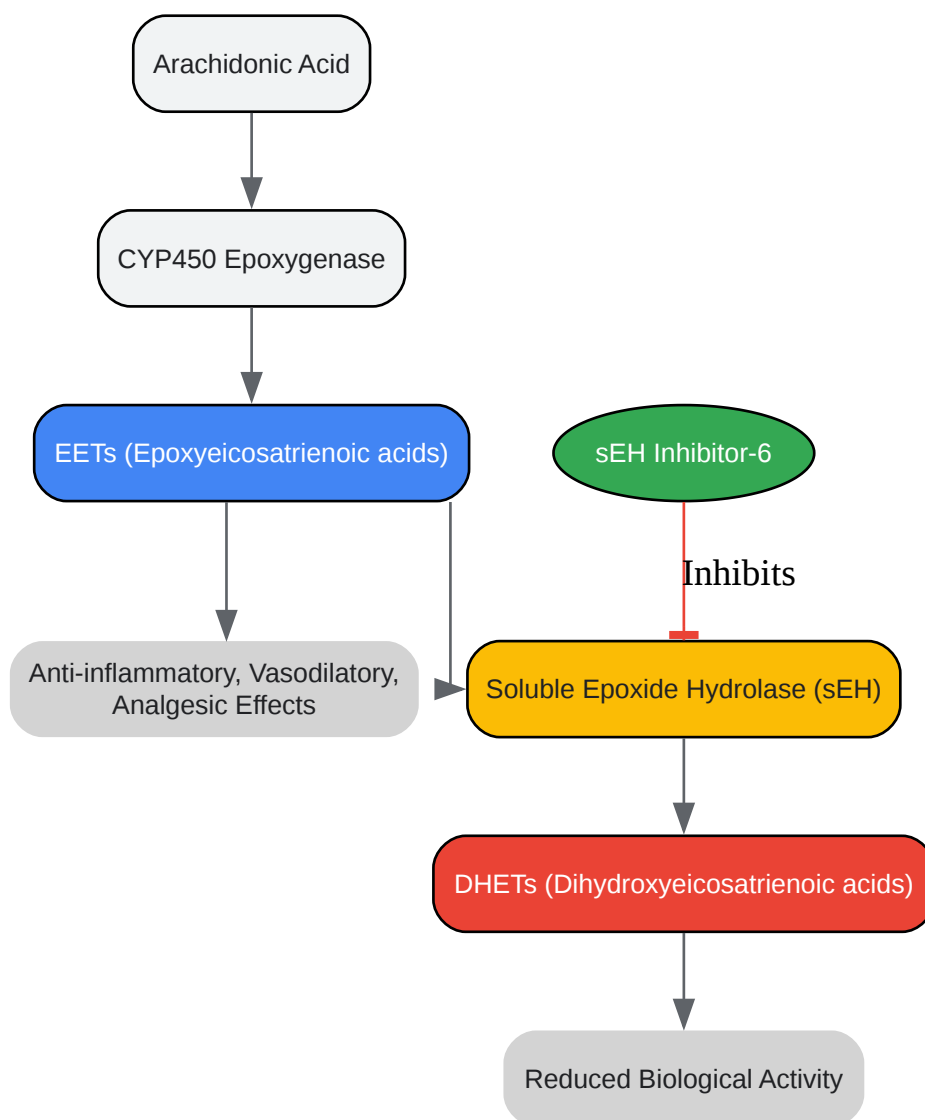 Arachidonic Acid
CYP450 Epoxygenase
EETs (Epoxyeicosatrienoic acids)
sEH Inhibitor-6
Inhibits
Anti-inflammatory, Vasodilatory,
Analgesic Effects
Soluble Epoxide Hydrolase (sEH)
DHETs (Dihydroxyeicosatrienoic acids)
Reduced Biological Activity